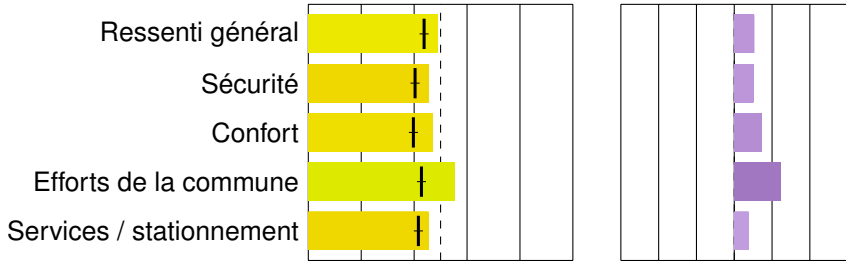 Ressenti général
Sécurité
Confort
Efforts de la commune
Services / stationnement